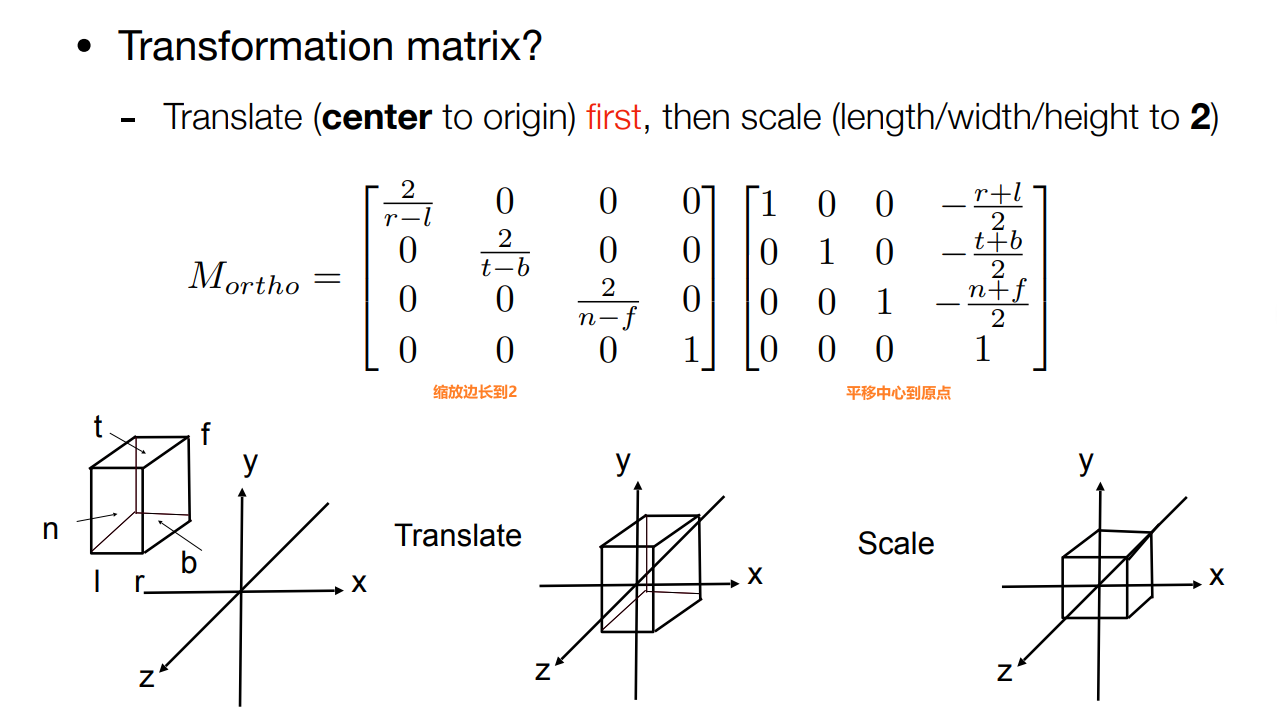 • Transformation matrix?
- Translate (center to origin) first, then scale (length/width/height to 2)
M_{ortho} = \begin{bmatrix} \frac{2}{r-l} & 0 & 0 & 0 \\ 0 & \frac{2}{t-b} & 0 & 0 \\ 0 & 0 & \frac{2}{n-f} & 0 \\ 0 & 0 & 0 & 1 \end{bmatrix} \begin{bmatrix} 1 & 0 & 0 & -\frac{r+l}{2} \\ 0 & 1 & 0 & -\frac{t+b}{2} \\ 0 & 0 & 1 & -\frac{n+f}{2} \\ 0 & 0 & 0 & 1 \end{bmatrix}
缩放边长到2 平移中心到原点
t f
y
n
b
l r
x
z
Translate
y
x
z
Scale
y
x
z